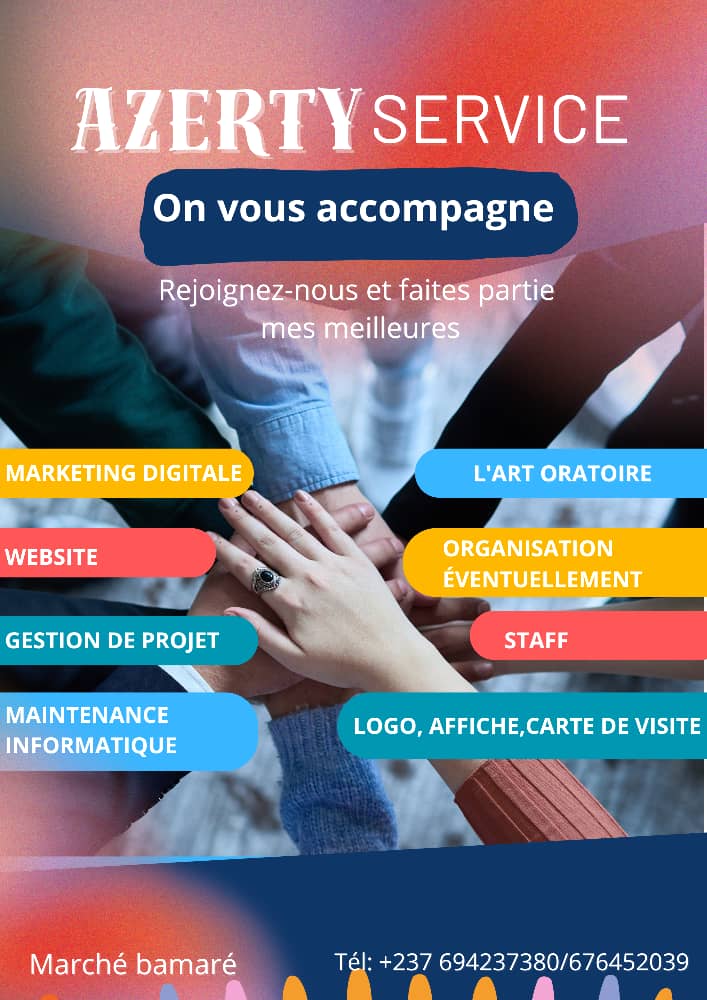 AZERTY SERVICE
On vous accompagne
Rejoignez-nous et faites partie
mes meilleures
MARKETING DIGITALE
L'ART ORATOIRE
WEBSITE
ORGANISATION
ÉVENTUELLEMENT
GESTION DE PROJET
STAFF
MAINTENANCE
INFORMATIQUE
LOGO, AFFICHE,CARTE DE VISITE
Marché bamaré
Tél: +237 694237380/676452039